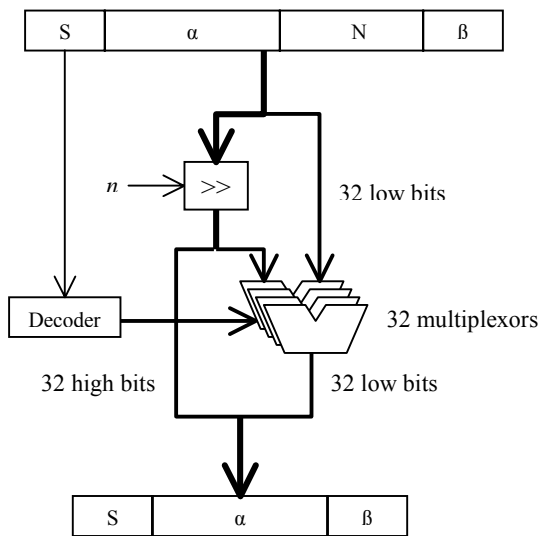 S α N ß
n >>
32 low bits
Decoder
32 multiplexors
32 high bits 32 low bits
S α ß